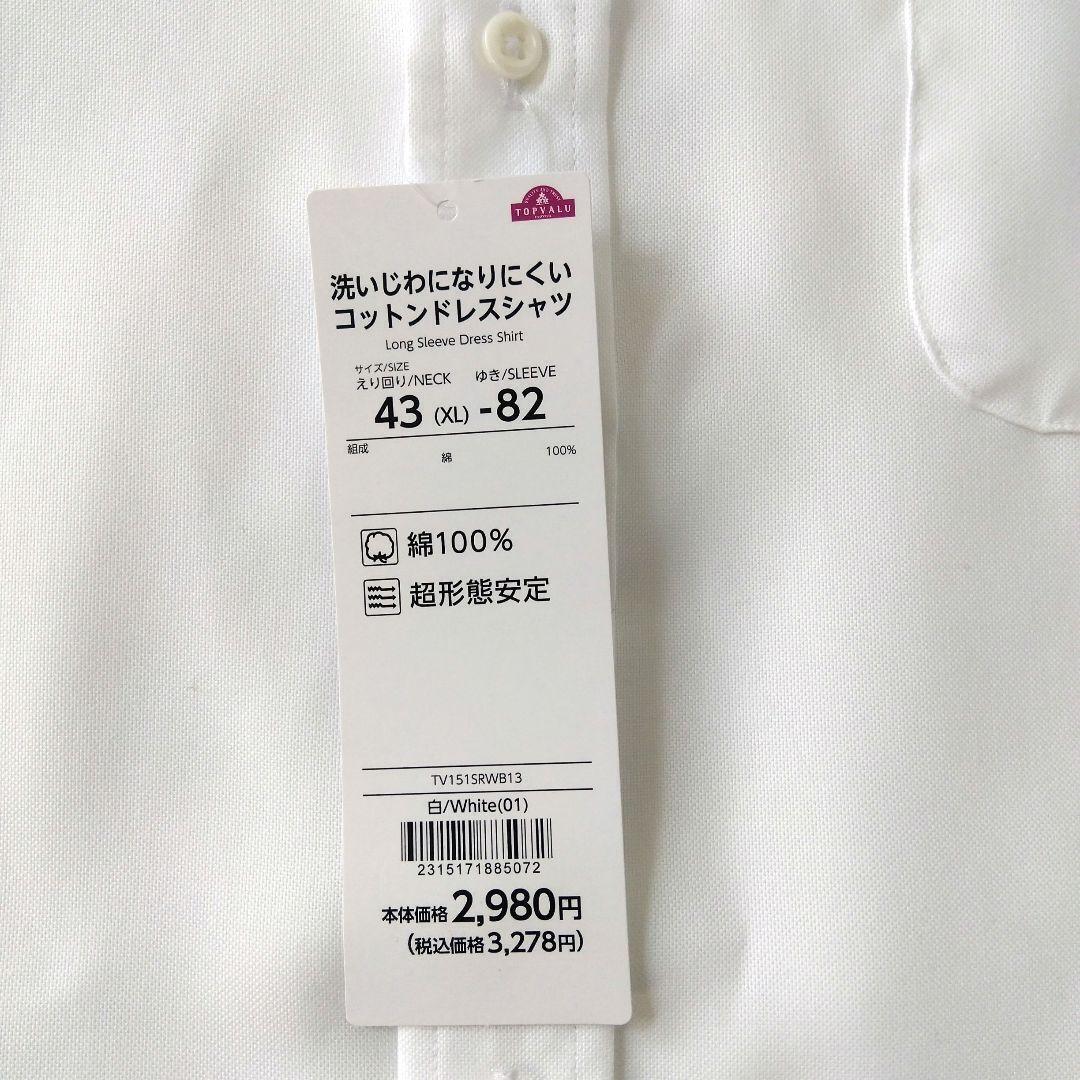 TOPVALU
洗いじわになりにくい
コットンドレスシャツ
Long Sleeve Dress Shirt
サイズ/SIZE
えり回り/NECK ゆき/SLEEVE
43 (XL) -82
組成 綿 100%
綿100%
超形態安定
TV151SRWB13
白/White(01)
2315171885072
本体価格 2,980円
(税込価格 3,278円)